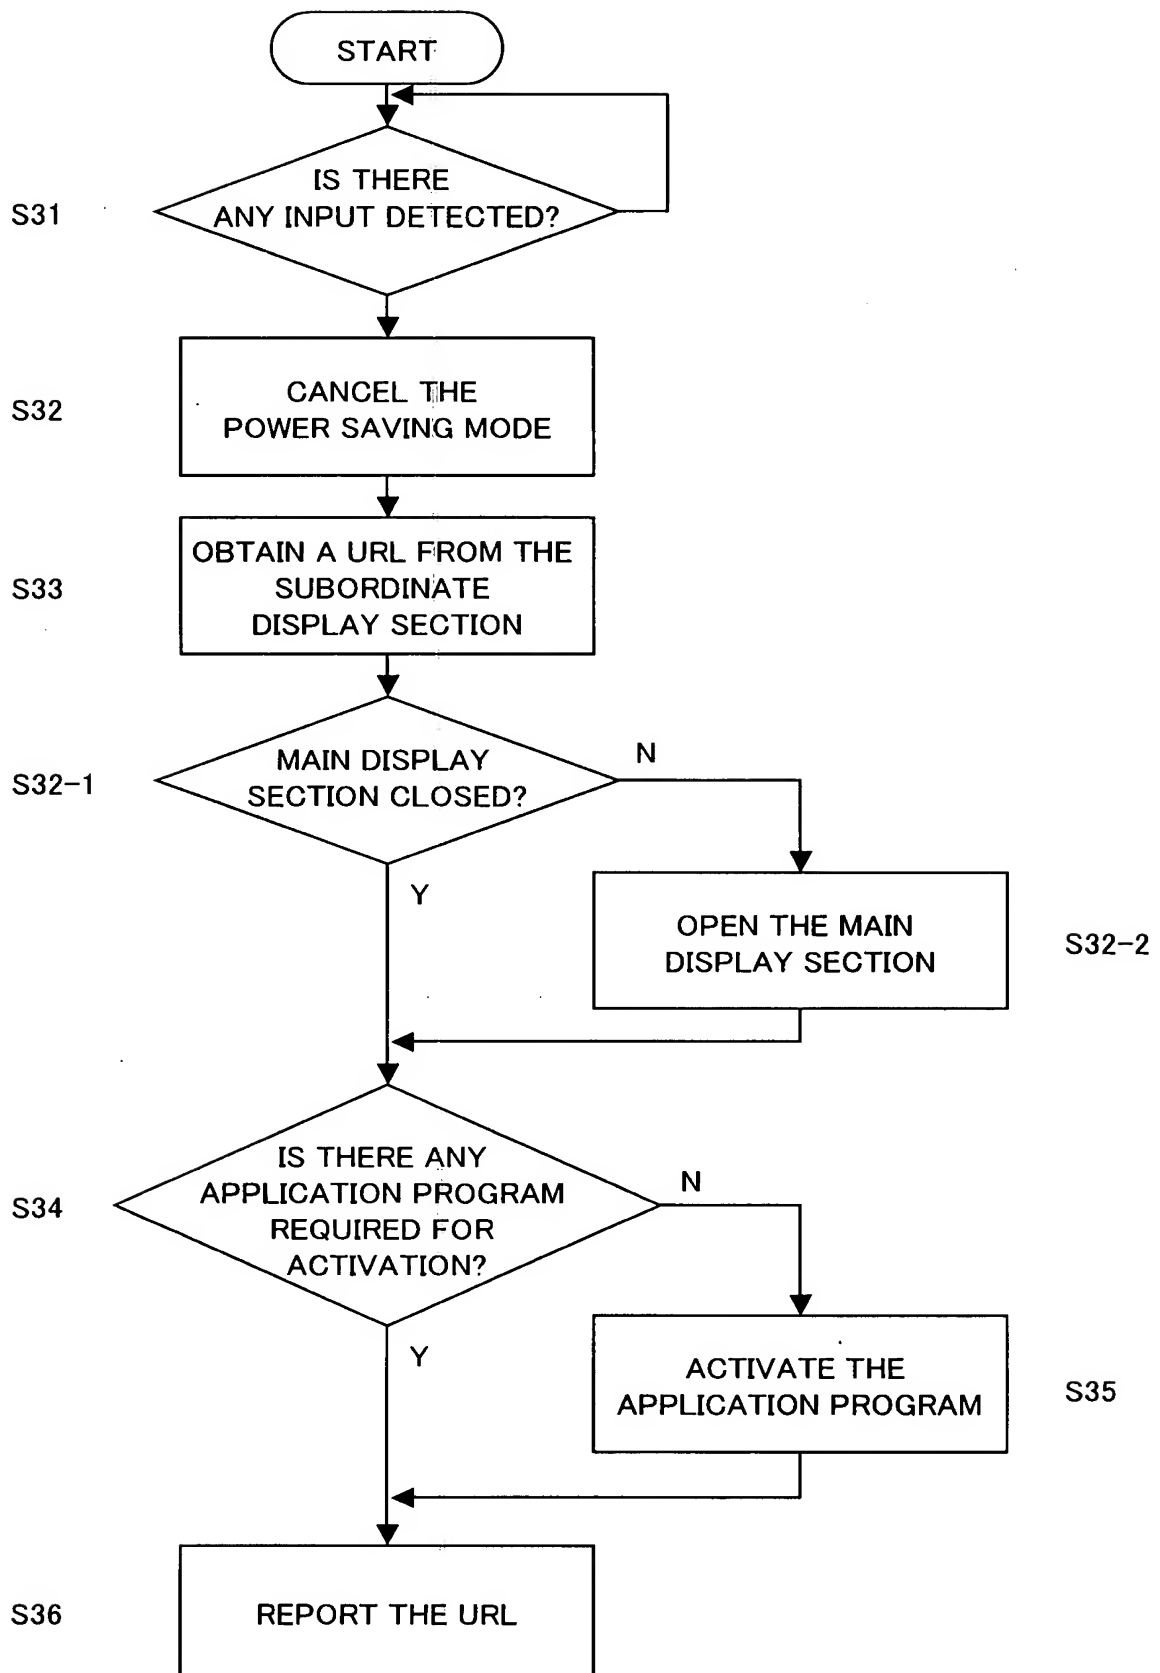 START
IS THERE
ANY INPUT DETECTED?
S31
CANCEL THE
POWER SAVING MODE
S32
OBTAIN A URL FROM THE
SUBORDINATE
DISPLAY SECTION
S33
MAIN DISPLAY
SECTION CLOSED?
S32-1
N
Y
OPEN THE MAIN
DISPLAY SECTION
S32-2
IS THERE ANY
APPLICATION PROGRAM
REQUIRED FOR
ACTIVATION?
S34
N
Y
ACTIVATE THE
APPLICATION PROGRAM
S35
REPORT THE URL
S36